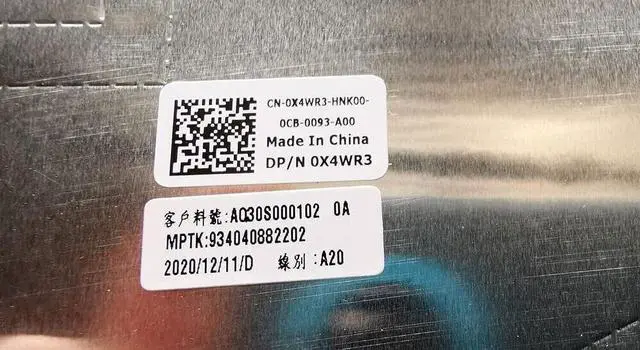 CN-0X4WR3-HNK00-
0CB-0093-A00
Made In China
DP/N 0X4WR3
客戶料號:AQ30S000102 0A
MPTK:934040882202
2020/12/11/D 線別:A20